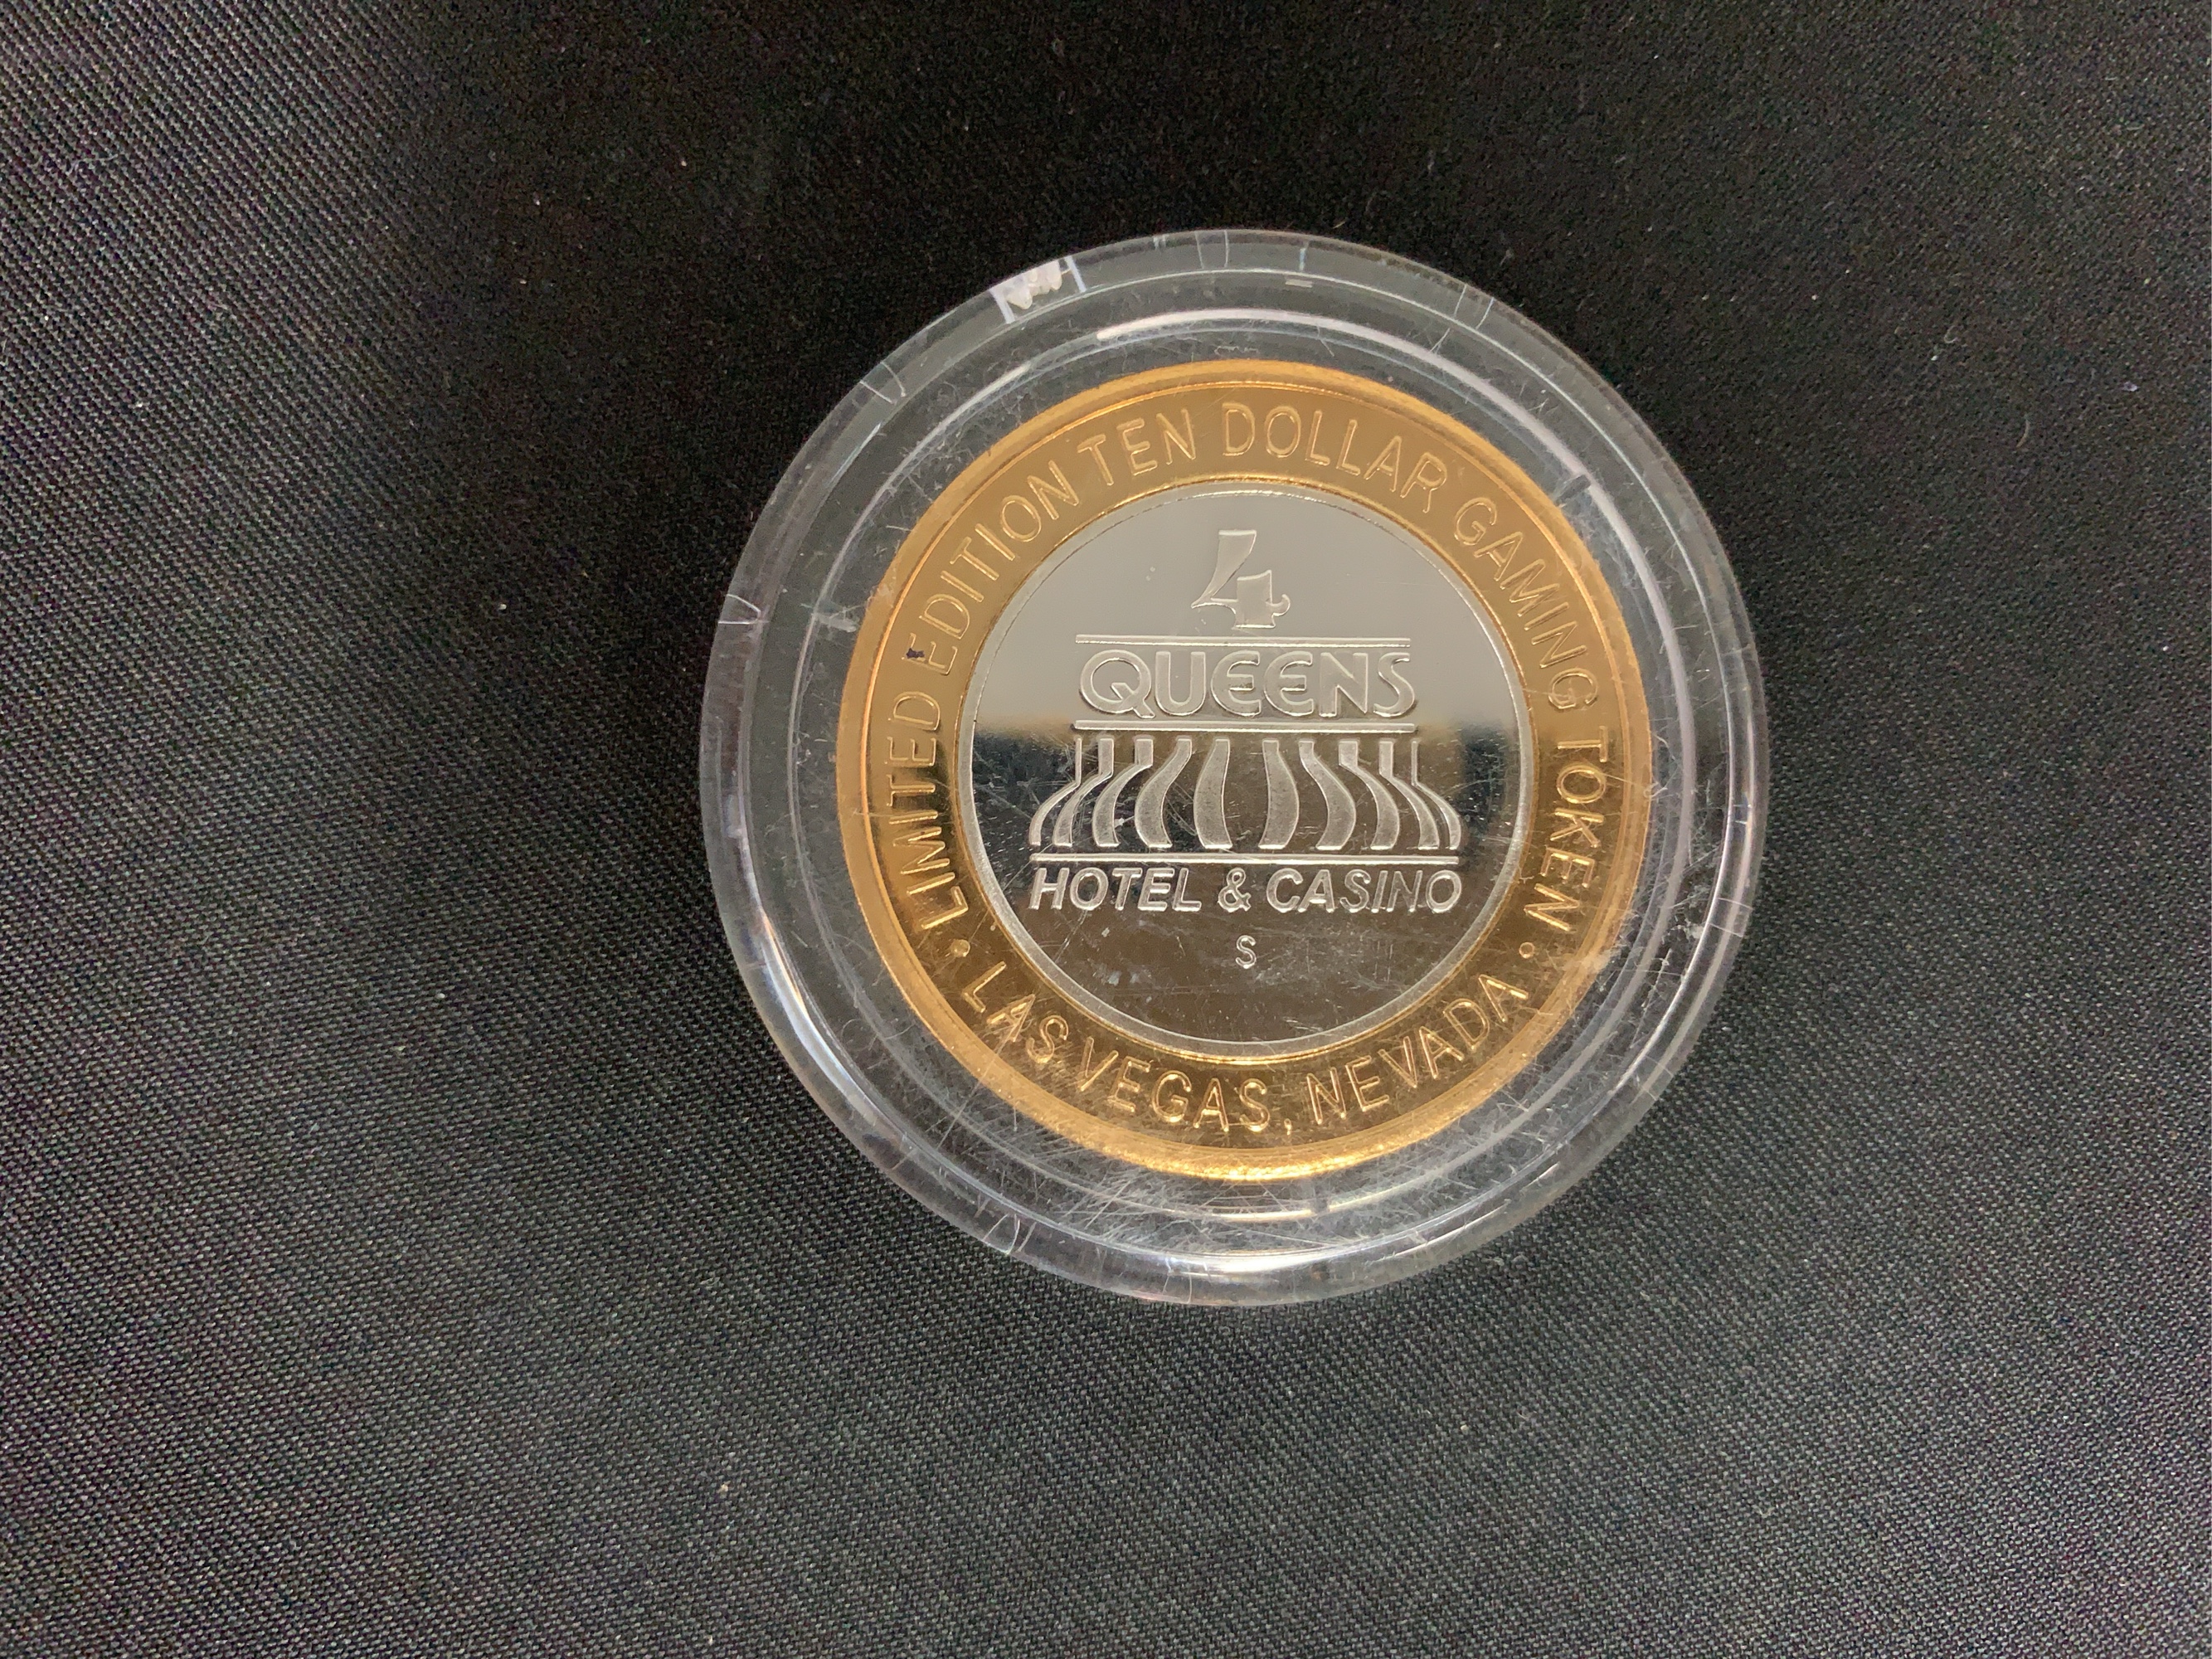 • LIMITED EDITION TEN DOLLAR GAMING TOKEN •
4
QUEENS
HOTEL & CASINO
S
LAS VEGAS, NEVADA